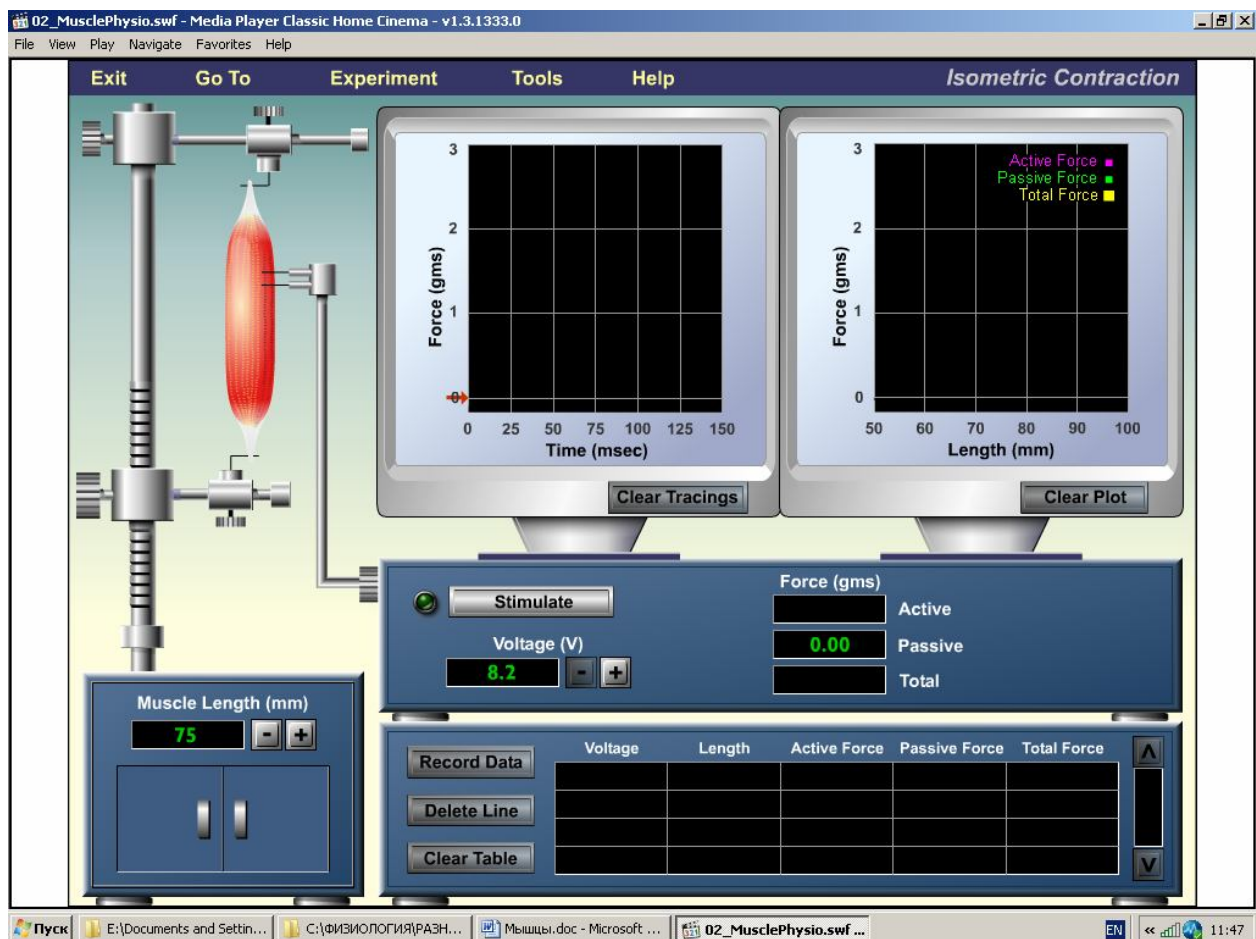 02_MusclePhysio.swf - Media Player Classic Home Cinema - v1.3.1333.0
File View Play Navigate Favorites Help
Exit Go To Experiment Tools Help Isometric Contraction
3
2
1
0
Force (gms)
0 25 50 75 100 125 150
Time (msec)
Clear Tracings
3
2
1
0
Force (gms)
Active Force
Passive Force
Total Force
50 60 70 80 90 100
Length (mm)
Clear Plot
Stimulate
Voltage (V)
8.2 - +
Force (gms)
Active
0.00 Passive
Total
Muscle Length (mm)
75 - +
Record Data
Delete Line
Clear Table
Voltage Length Active Force Passive Force Total Force
Пуск E:\Documents and Settin... C:\ФИЗИОЛОГИЯ\РАЗН... Мышцы.doc - Microsoft ... 02_MusclePhysio.swf ... EN « 11:47